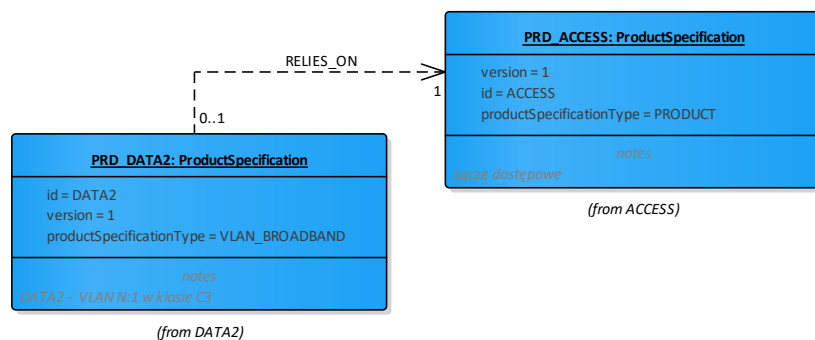 PRD_ACCESS: ProductSpecification
version = 1
id = ACCESS
productSpecificationType = PRODUCT
notes
Łącze dostępowe
(from ACCESS)
RELIES_ON
1
0..1
PRD_DATA2: ProductSpecification
id = DATA2
version = 1
productSpecificationType = VLAN_BROADBAND
notes
DATA2 - VLAN N:1 w klasie C3
(from DATA2)